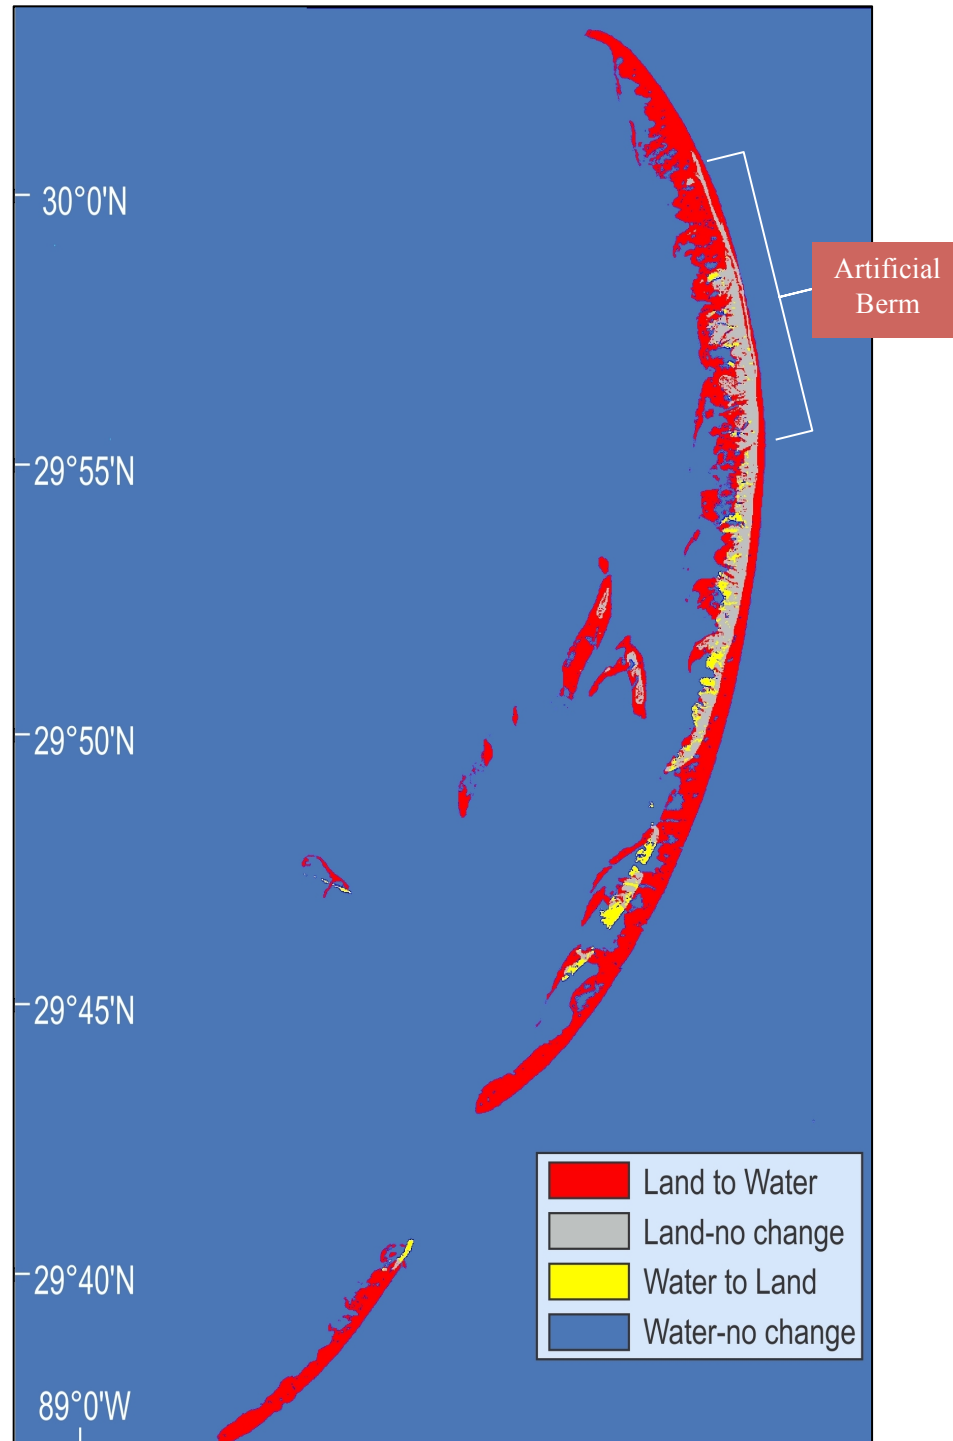 30°0'N
Artificial
Berm
29°55'N
29°50'N
29°45'N
Land to Water
Land-no change
Water to Land
Water-no change
29°40'N
89°0'W